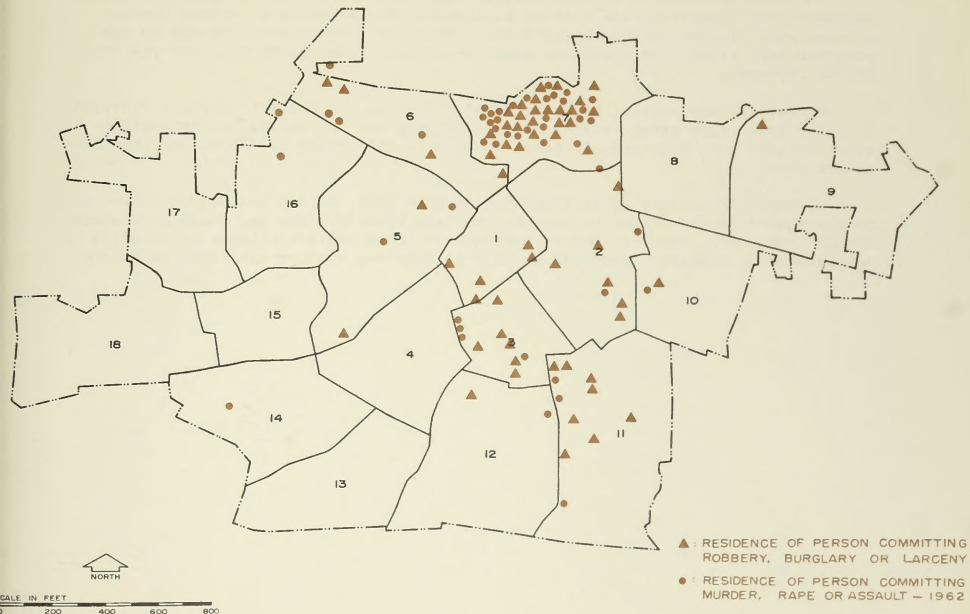 6
7
8
9
17
16
5
1
2
10
18
15
4
3
14
13
12
11
NORTH
SCALE IN FEET
0 200 400 600 800
▲ : RESIDENCE OF PERSON COMMITTING
ROBBERY, BURGLARY OR LARCENY
● : RESIDENCE OF PERSON COMMITTING
MURDER, RAPE OR ASSAULT — 1962